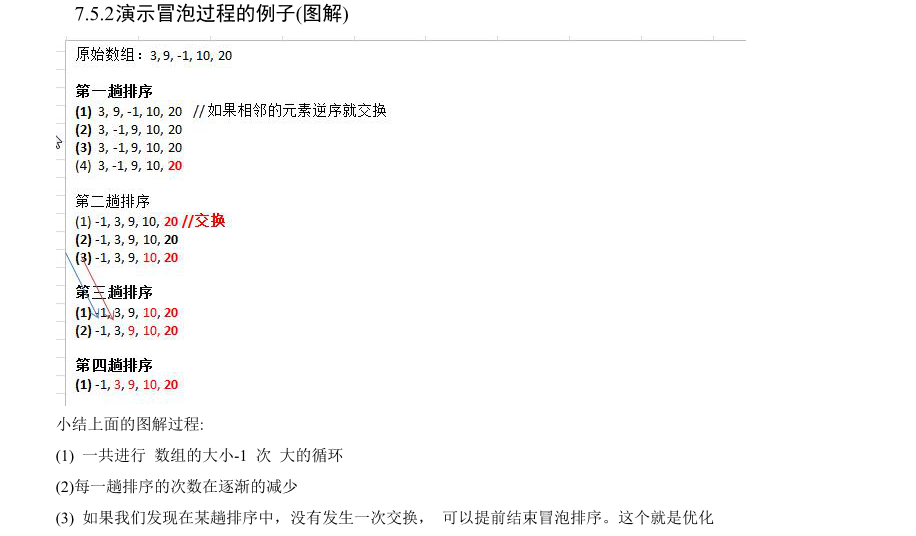 7.5.2演示冒泡过程的例子(图解)
原始数组：3, 9, -1, 10, 20
第一趟排序
(1) 3, 9, -1, 10, 20 //如果相邻的元素逆序就交换
(2) 3, -1, 9, 10, 20
(3) 3, -1, 9, 10, 20
(4) 3, -1, 9, 10, 20
第二趟排序
(1) -1, 3, 9, 10, 20 //交换
(2) -1, 3, 9, 10, 20
(3) -1, 3, 9, 10, 20
第三趟排序
(1) -1, 3, 9, 10, 20
(2) -1, 3, 9, 10, 20
第四趟排序
(1) -1, 3, 9, 10, 20
小结上面的图解过程:
(1) 一共进行 数组的大小-1 次 大的循环
(2)每一趟排序的次数在逐渐的减少
(3) 如果我们发现在某趟排序中，没有发生一次交换， 可以提前结束冒泡排序。这个就是优化